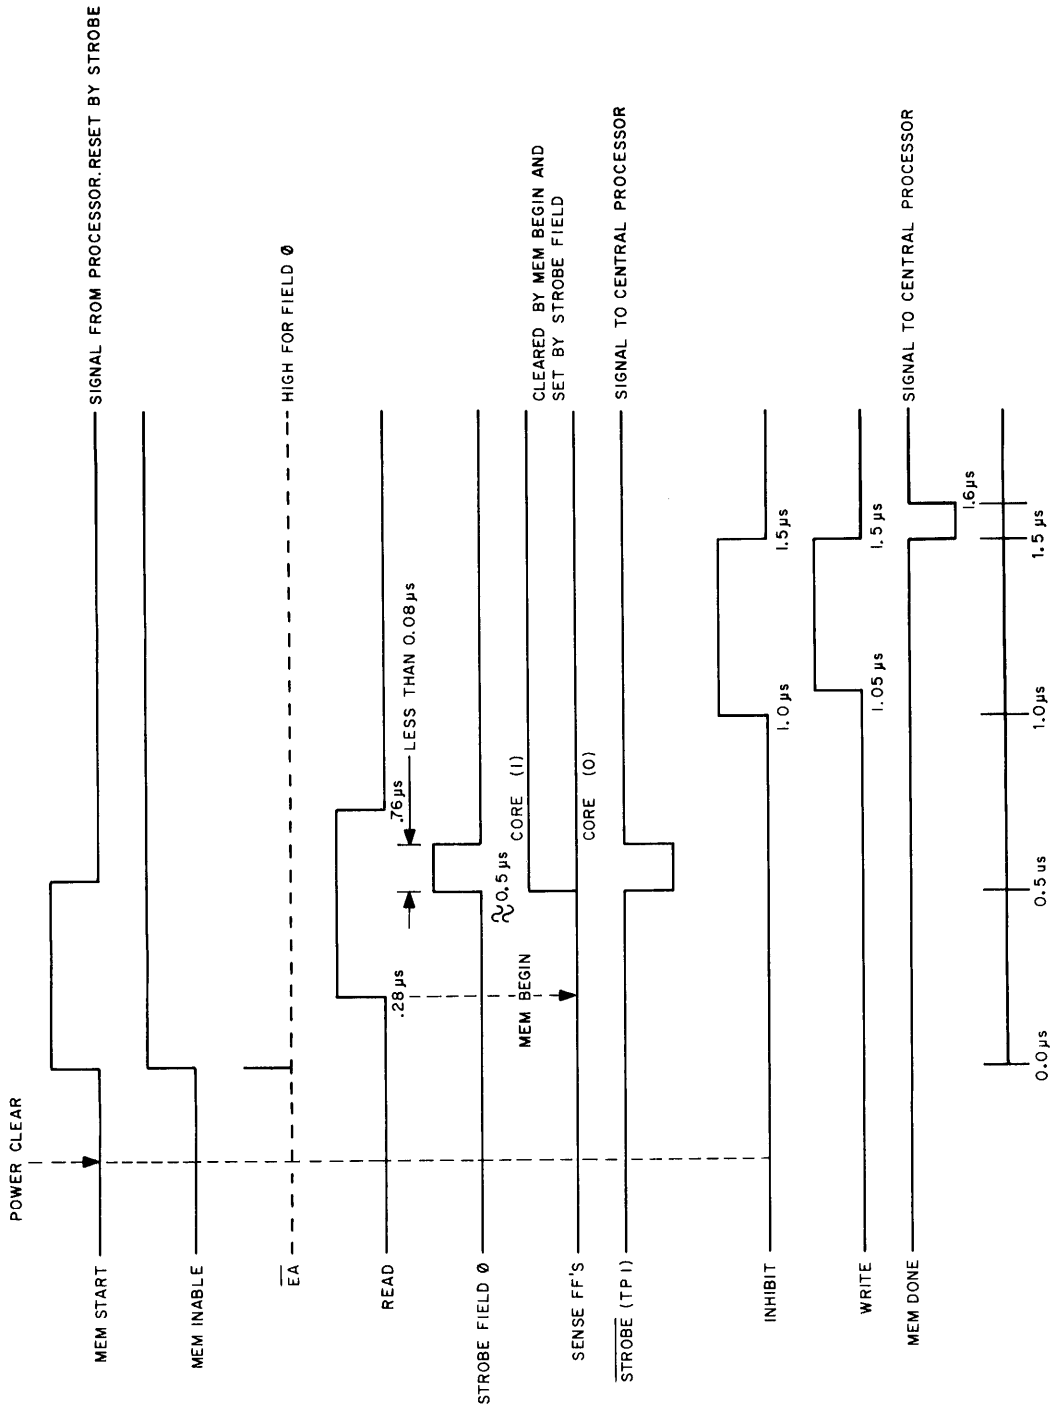 POWER CLEAR
MEM START
SIGNAL FROM PROCESSOR. RESET BY STROBE
MEM INABLE
EA
HIGH FOR FIELD Ø
READ
.28 µs
.76 µs
LESS THAN 0.08 µs
STROBE FIELD Ø
≈ 0.5 µs
MEM BEGIN
CORE (1)
CLEARED BY MEM BEGIN AND
SET BY STROBE FIELD
SENSE FF'S
CORE (0)
STROBE (TP1)
SIGNAL TO CENTRAL PROCESSOR
INHIBIT
1.0 µs
1.5 µs
WRITE
1.05 µs
1.5 µs
MEM DONE
SIGNAL TO CENTRAL PROCESSOR
1.6 µs
0.0 µs
0.5 us
1.0 µs
1.5 µs